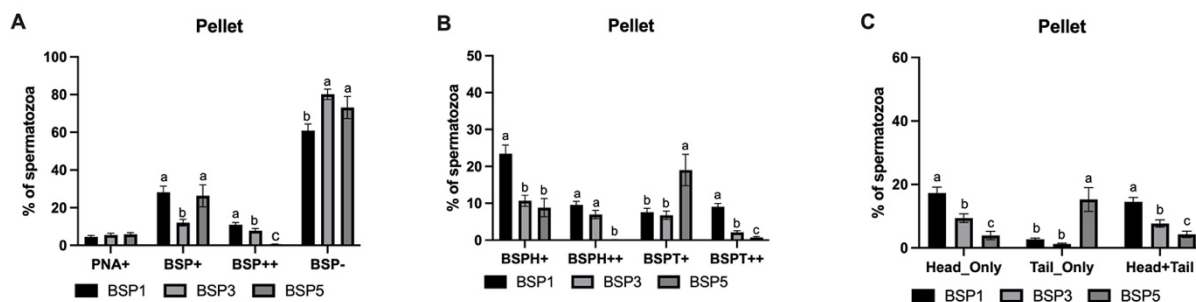 A
Pellet
% of spermatozoa
100
80
60
40
20
0
a
b
a
a
b
c
b
a
a
PNA+ BSP+ BSP++ BSP-
BSP1 BSP3 BSP5
B
Pellet
% of spermatozoa
50
40
30
20
10
0
a
b
b
a
a
b
b
b
a
a
b
c
BSPH+ BSPH++ BSPT+ BSPT++
BSP1 BSP3 BSP5
C
Pellet
% of spermatozoa
60
40
20
0
a
b
c
b
b
a
a
b
c
Head_Only Tail_Only Head+Tail
BSP1 BSP3 BSP5